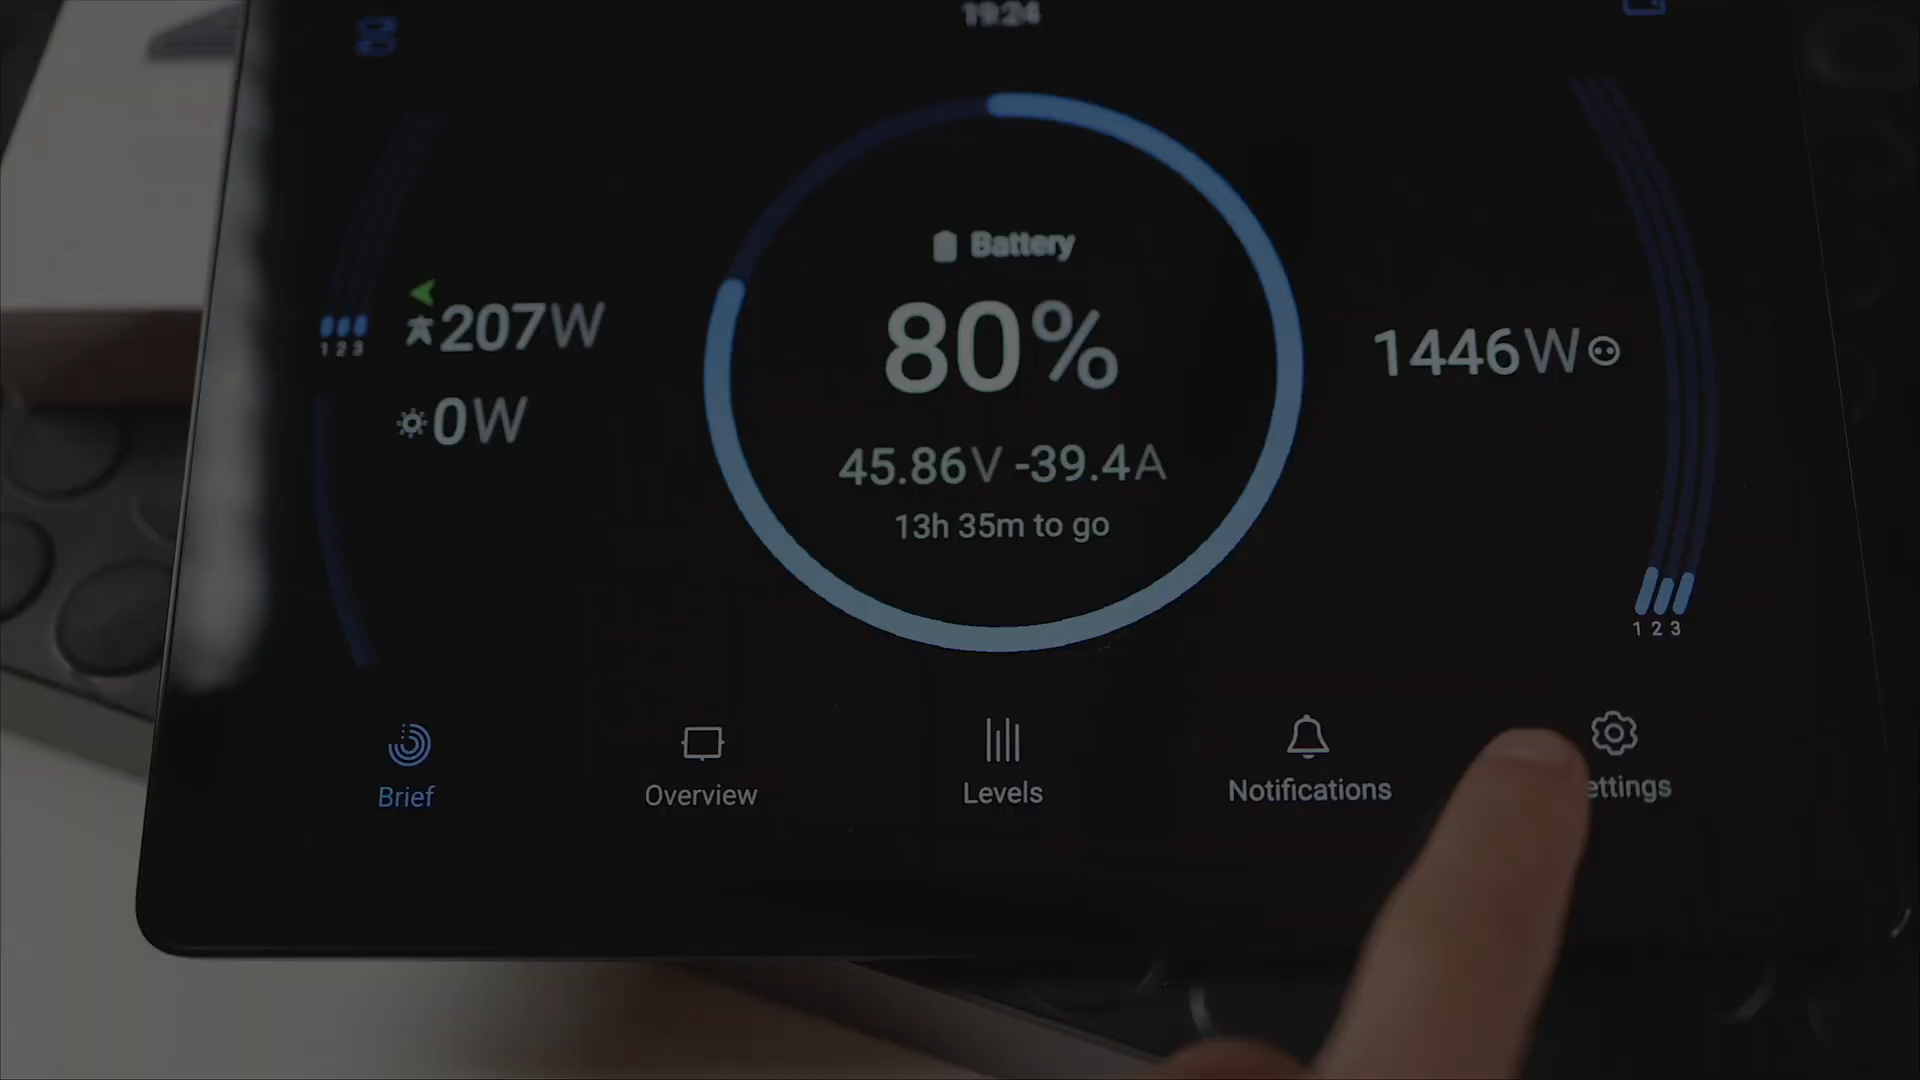 19:24
Battery
207W
80%
1446W
1 2 3
0W
45.86V -39.4A
13h 35m to go
1 2 3
Brief
Overview
Levels
Notifications
ettings